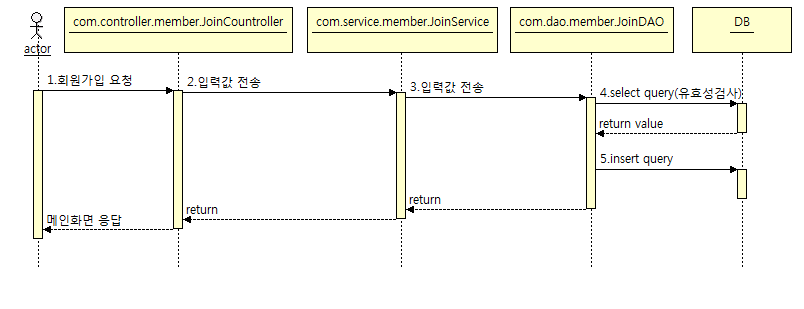 com.controller.member.JoinCountroller
com.service.member.JoinService
com.dao.member.JoinDAO
DB
actor
1.회원가입 요청
2.입력값 전송
3.입력값 전송
4.select query(유효성검사)
return value
5.insert query
return
return
메인화면 응답